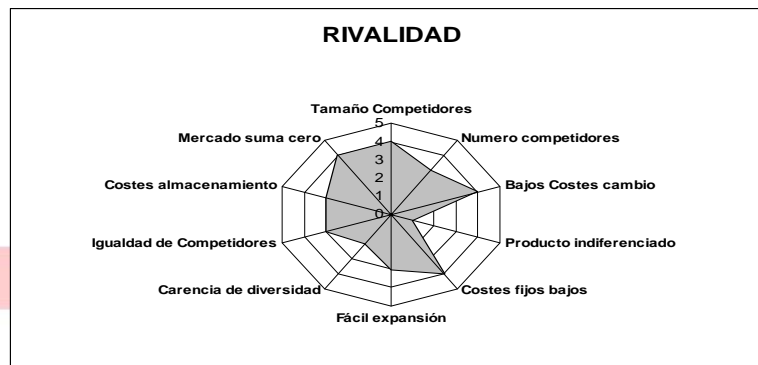 RIVALIDAD
Tamaño Competidores
Mercado suma cero
Numero competidores
Costes almacenamiento
Bajos Costes cambio
Igualdad de Competidores
Producto indiferenciado
Carencia de diversidad
Costes fijos bajos
Fácil expansión
5
4
3
2
1
0